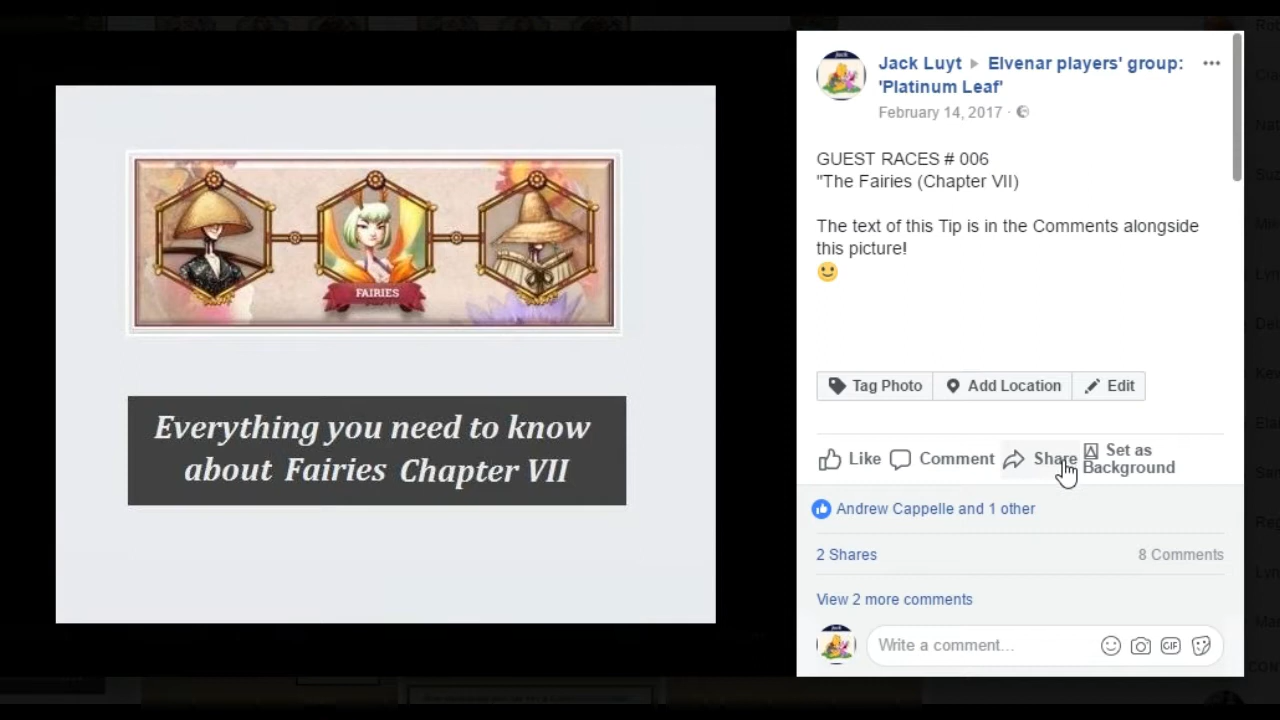 FAIRIES
Everything you need to know
about Fairies Chapter VII
Jack Luyt Elvenar players' group:
'Platinum Leaf'
February 14, 2017 ·
GUEST RACES # 006
"The Fairies (Chapter VII)
The text of this Tip is in the Comments alongside
this picture!
Tag Photo Add Location Edit
Like Comment Share Set as
Background
Andrew Cappelle and 1 other
2 Shares 8 Comments
View 2 more comments
Write a comment... GIF